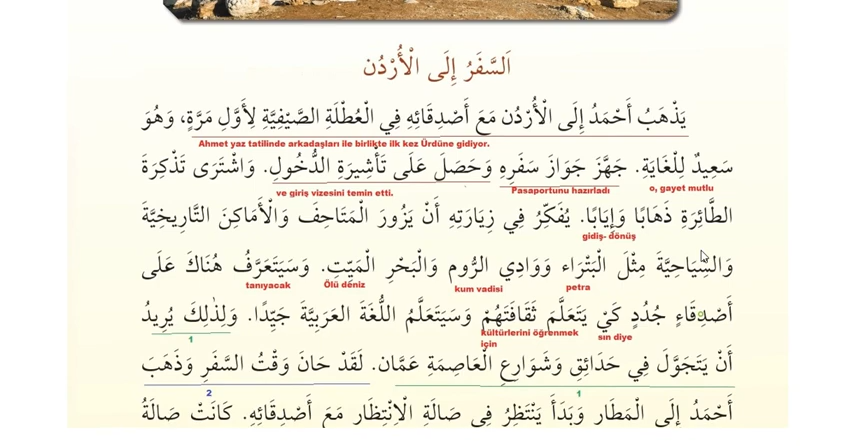 اَلسَّفَرُ إِلَى الْأُرْدُن
يَذْهَبُ أَحْمَدُ إِلَى الْأُرْدُن مَعَ أَصْدِقَائِهِ فِي الْعُطْلَةِ الصَّيْفِيَّةِ لِأَوَّلِ مَرَّةٍ، وَهُوَ
Ahmet yaz tatilinde arkadaşları ile birlikte ilk kez Ürdüne gidiyor.
سَعِيدٌ لِلْغَايَةِ. جَهَّزَ جَوَازَ سَفَرِهِ وَحَصَلَ عَلَى تَأْشِيرَةِ الدُّخُولِ. وَاشْتَرَى تَذْكِرَةَ
o, gayet mutlu Pasaportunu hazırladı ve giriş vizesini temin etti.
الطَّائِرَةِ ذَهَابًا وَإِيَابًا. يُفَكِّرُ فِي زِيَارَتِهِ أَنْ يَزُورَ الْمَتَاحِفَ وَالْأَمَاكِنَ التَّارِيخِيَّةَ
gidiş- dönüş
وَالسِّيَاحِيَّةَ مِثْلَ الْبَتْرَاء وَوَادِي الرُّوم وَالْبَحْرِ الْمَيِّتِ. وَسَيَتَعَرَّفُ هُنَاكَ عَلَى
petra kum vadisi Ölü deniz tanıyacak
أَصْدِقَاءٍ جُدُدٍ كَيْ يَتَعَلَّمَ ثَقَافَتَهُمْ وَسَيَتَعَلَّمُ اللُّغَةَ الْعَرَبِيَّةَ جَيِّدًا. وَلِذٰلِكَ يُرِيدُ
sın diye kültürlerini öğrenmek için 1
أَنْ يَتَجَوَّلَ فِي حَدَائِقِ وَشَوَارِعِ الْعَاصِمَةِ عَمَّان. لَقَدْ حَانَ وَقْتُ السَّفَرِ وَذَهَبَ
1 2
أَحْمَدُ إِلَى الْمَطَارِ وَبَدَأَ يَنْتَظِرُ فِي صَالَةِ الْاِنْتِظَارِ مَعَ أَصْدِقَائِهِ. كَانَتْ صَالَةُ